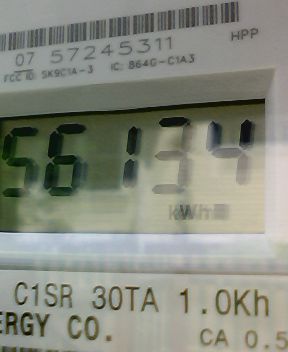 HPP
07 57245311
FCC ID: SK9C1A-3 IC: 864G-C1A3
56134
kWh
C1SR 30TA 1.0Kh
ERGY CO.
CA 0.5